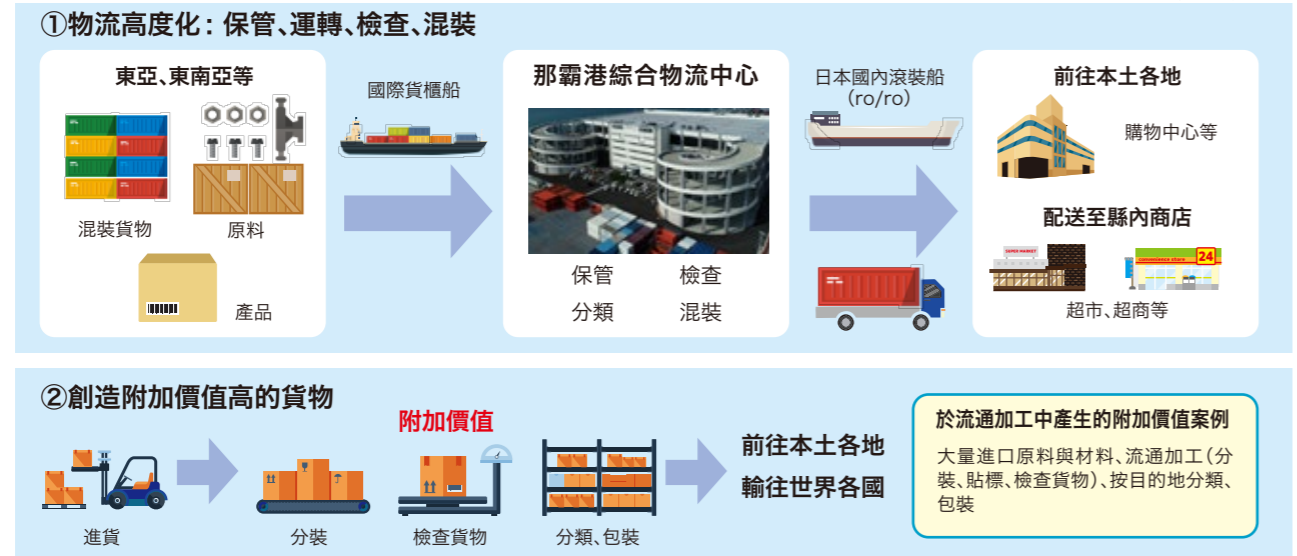 ①物流高度化：保管、運轉、檢查、混裝
東亞、東南亞等
混裝貨物
原料
產品
國際貨櫃船
那霸港綜合物流中心
保管
檢查
分類
混裝
日本國內滾裝船
（ro/ro）
前往本土各地
購物中心等
配送至縣內商店
SUPER MARKET
convenience store
24
超市、超商等
②創造附加價值高的貨物
附加價值
進貨
分裝
檢查貨物
分類、包裝
前往本土各地
輸往世界各國
於流通加工中產生的附加價值案例
大量進口原料與材料、流通加工（分
裝、貼標、檢查貨物）、按目的地分類、
包裝